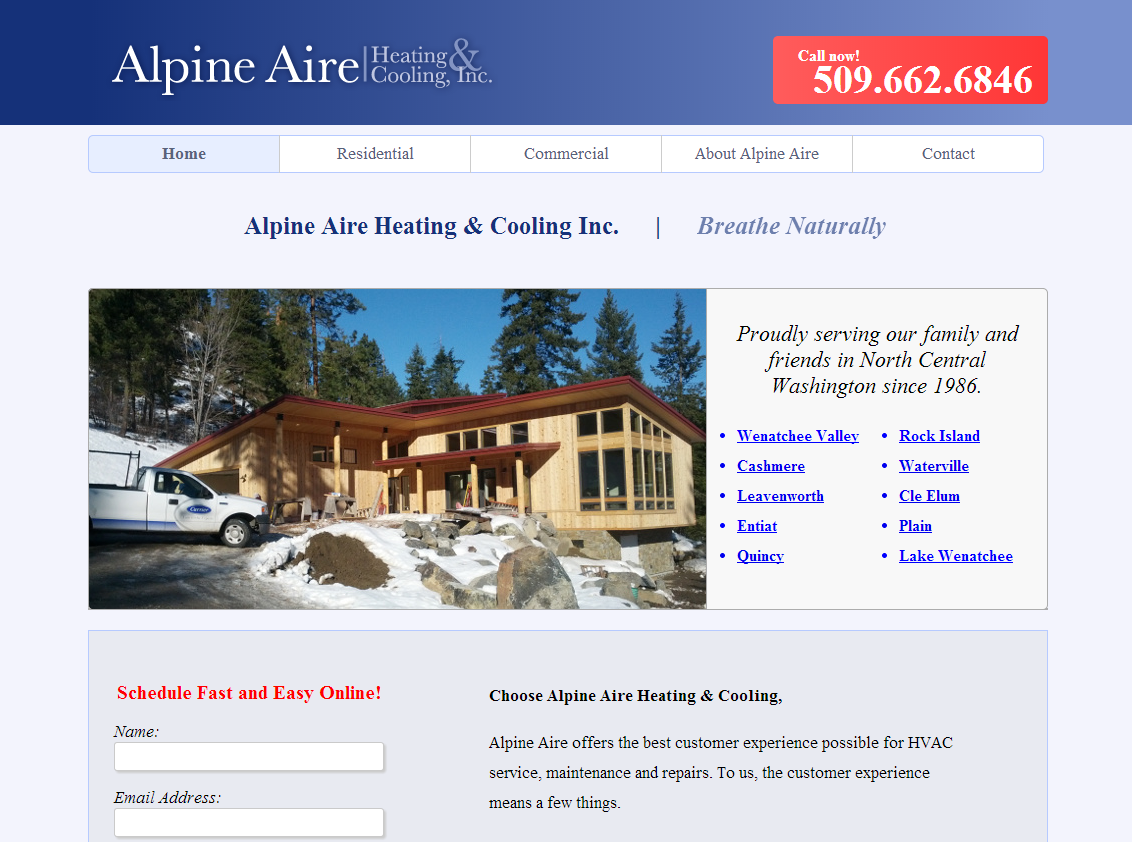 Alpine Aire | Heating & Cooling, Inc.
Call now!
509.662.6846
Home Residential Commercial About Alpine Aire Contact
Alpine Aire Heating & Cooling Inc. | Breathe Naturally
Proudly serving our family and
friends in North Central
Washington since 1986.
• Wenatchee Valley • Rock Island
• Cashmere • Waterville
• Leavenworth • Cle Elum
• Entiat • Plain
• Quincy • Lake Wenatchee
Carrier
Schedule Fast and Easy Online!
Name:
Email Address:
Choose Alpine Aire Heating & Cooling,
Alpine Aire offers the best customer experience possible for HVAC
service, maintenance and repairs. To us, the customer experience
means a few things.